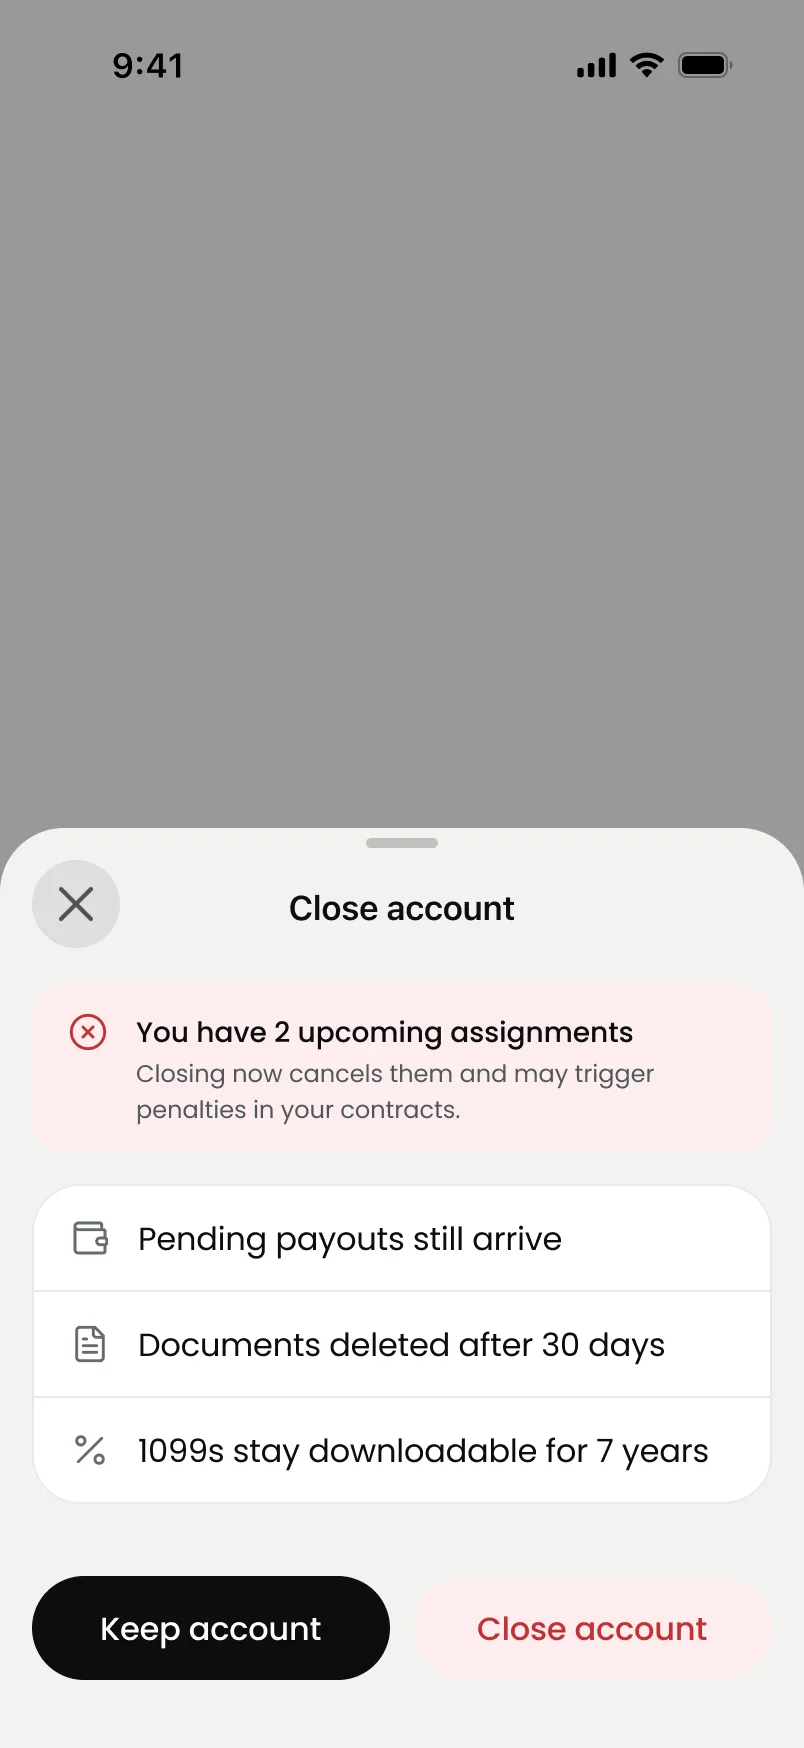 9:41
Close account
You have 2 upcoming assignments
Closing now cancels them and may trigger
penalties in your contracts.
Pending payouts still arrive
Documents deleted after 30 days
1099s stay downloadable for 7 years
Keep account
Close account